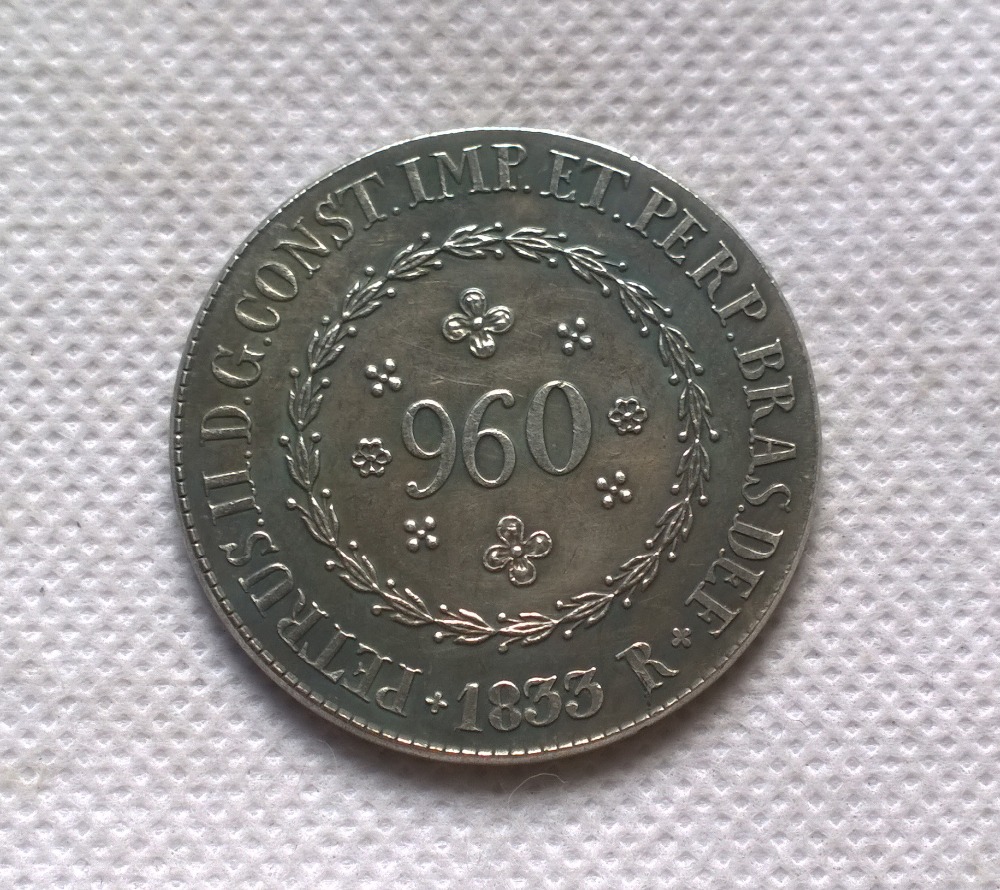 PETRUS.II.D.G.CONST.IMP.ET.PERP.BRAS.DEF
960
1833 R